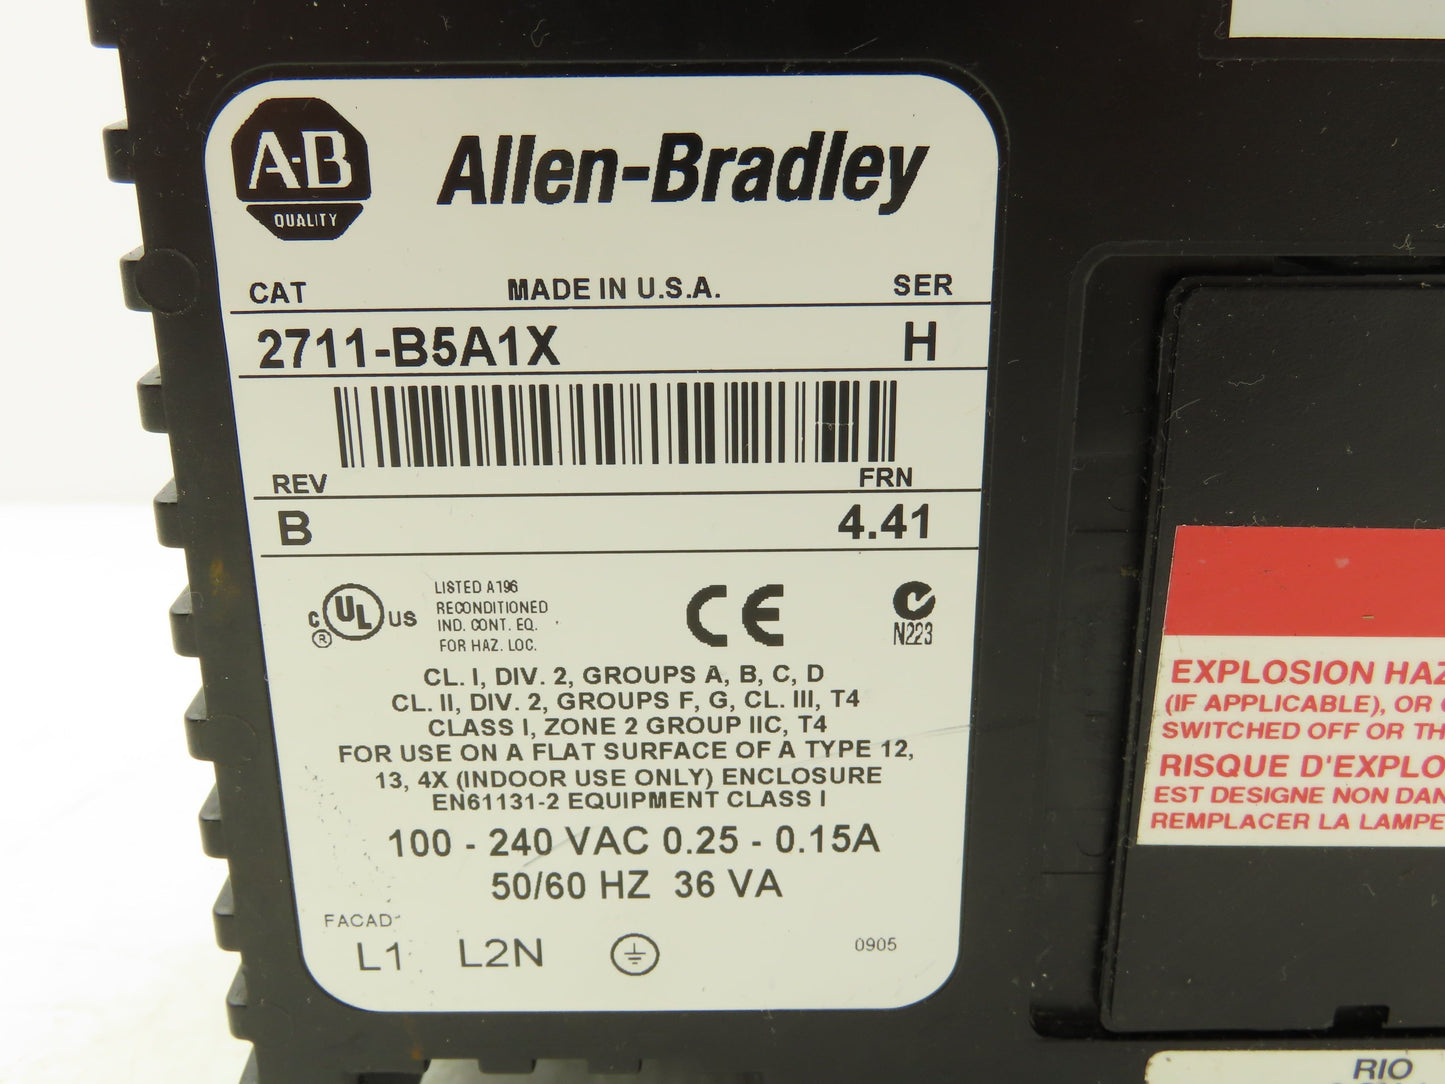 A-B
QUALITY
Allen-Bradley
CAT MADE IN U.S.A. SER
2711-B5A1X H
REV FRN
B 4.41
C UL US
®
LISTED A196
RECONDITIONED
IND. CONT. EQ.
FOR HAZ. LOC.
CE
N223
CL. I, DIV. 2, GROUPS A, B, C, D
CL. II, DIV. 2, GROUPS F, G, CL. III, T4
CLASS I, ZONE 2 GROUP IIC, T4
FOR USE ON A FLAT SURFACE OF A TYPE 12,
13, 4X (INDOOR USE ONLY) ENCLOSURE
EN61131-2 EQUIPMENT CLASS I
100 - 240 VAC 0.25 - 0.15A
50/60 HZ 36 VA
FACAD
L1 L2N 0905
EXPLOSION HAZ
(IF APPLICABLE), OR
SWITCHED OFF OR TH
RISQUE D'EXPLO
EST DESIGNE NON DAN
REMPLACER LA LAMPE
RIO